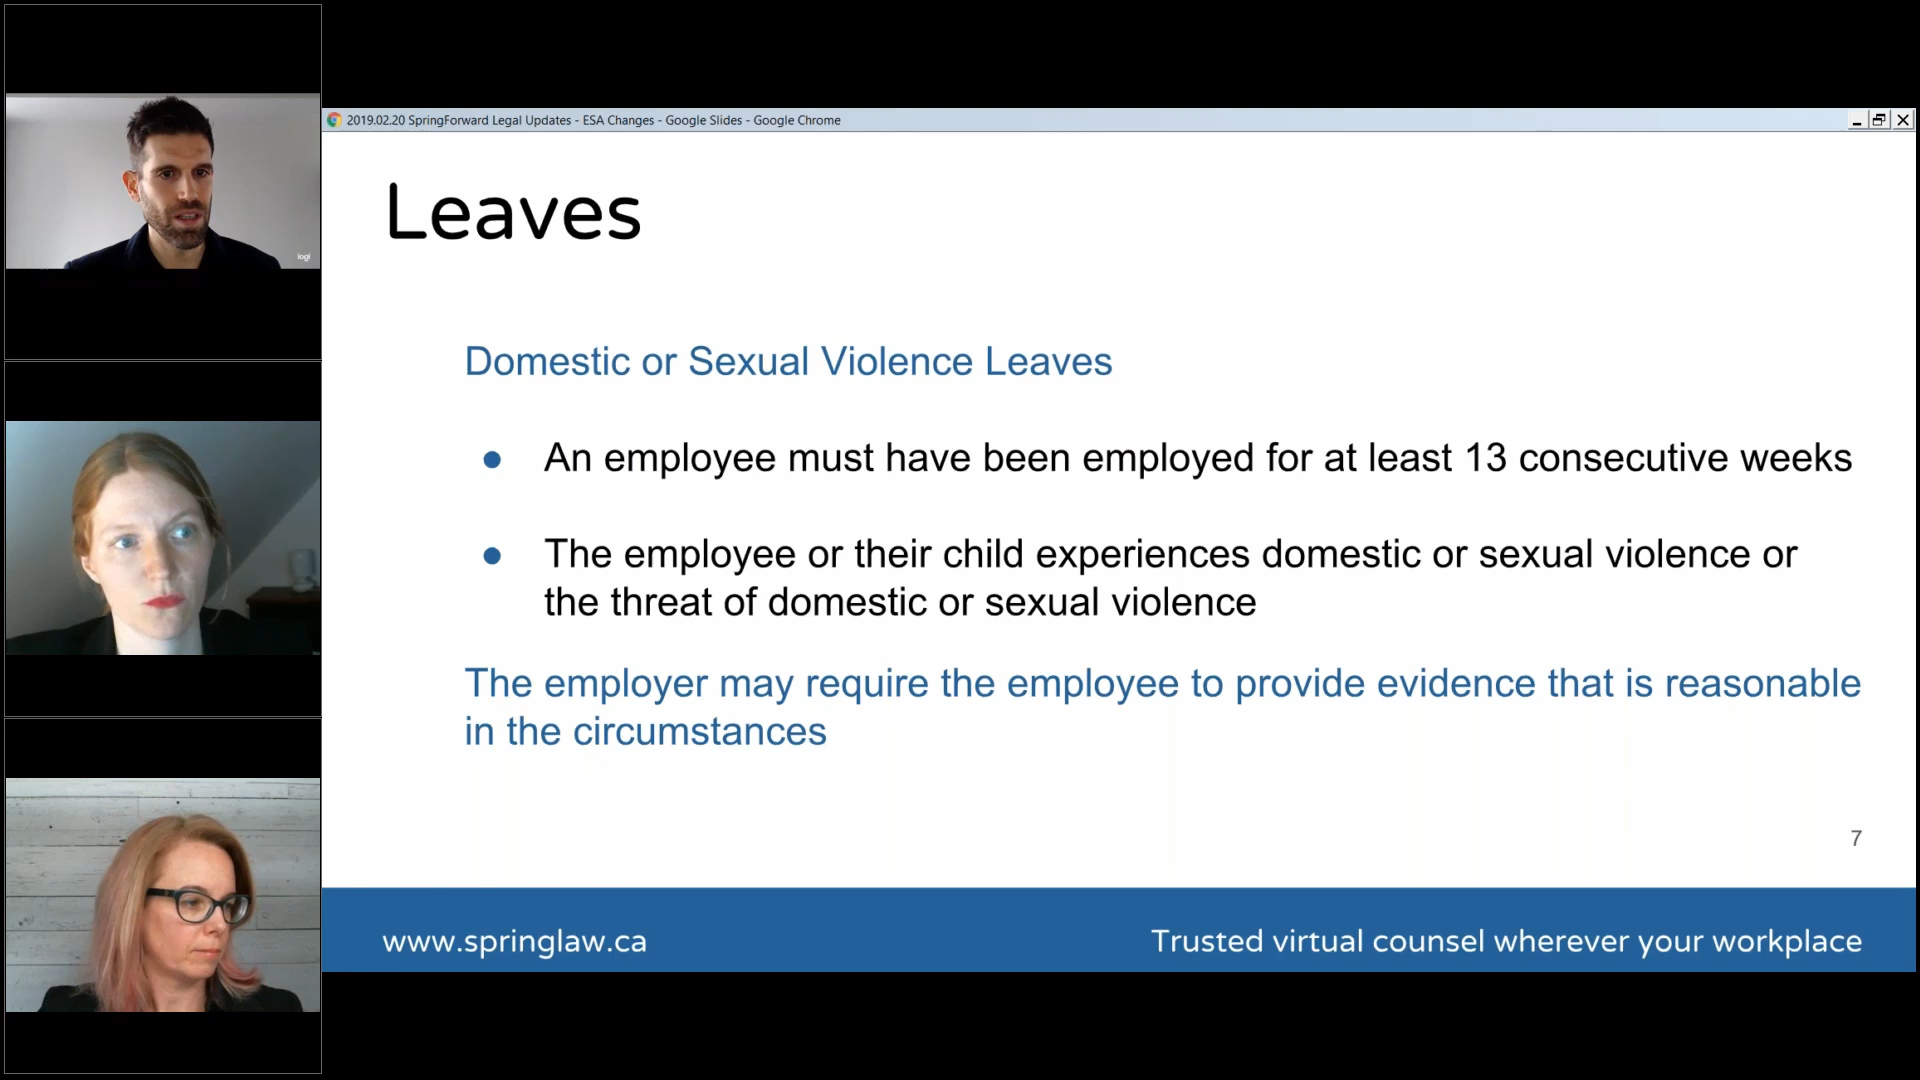 logi
2019.02.20 SpringForward Legal Updates - ESA Changes - Google Slides - Google Chrome
Leaves
Domestic or Sexual Violence Leaves
● An employee must have been employed for at least 13 consecutive weeks
● The employee or their child experiences domestic or sexual violence or
the threat of domestic or sexual violence
The employer may require the employee to provide evidence that is reasonable
in the circumstances
7
www.springlaw.ca
Trusted virtual counsel wherever your workplace